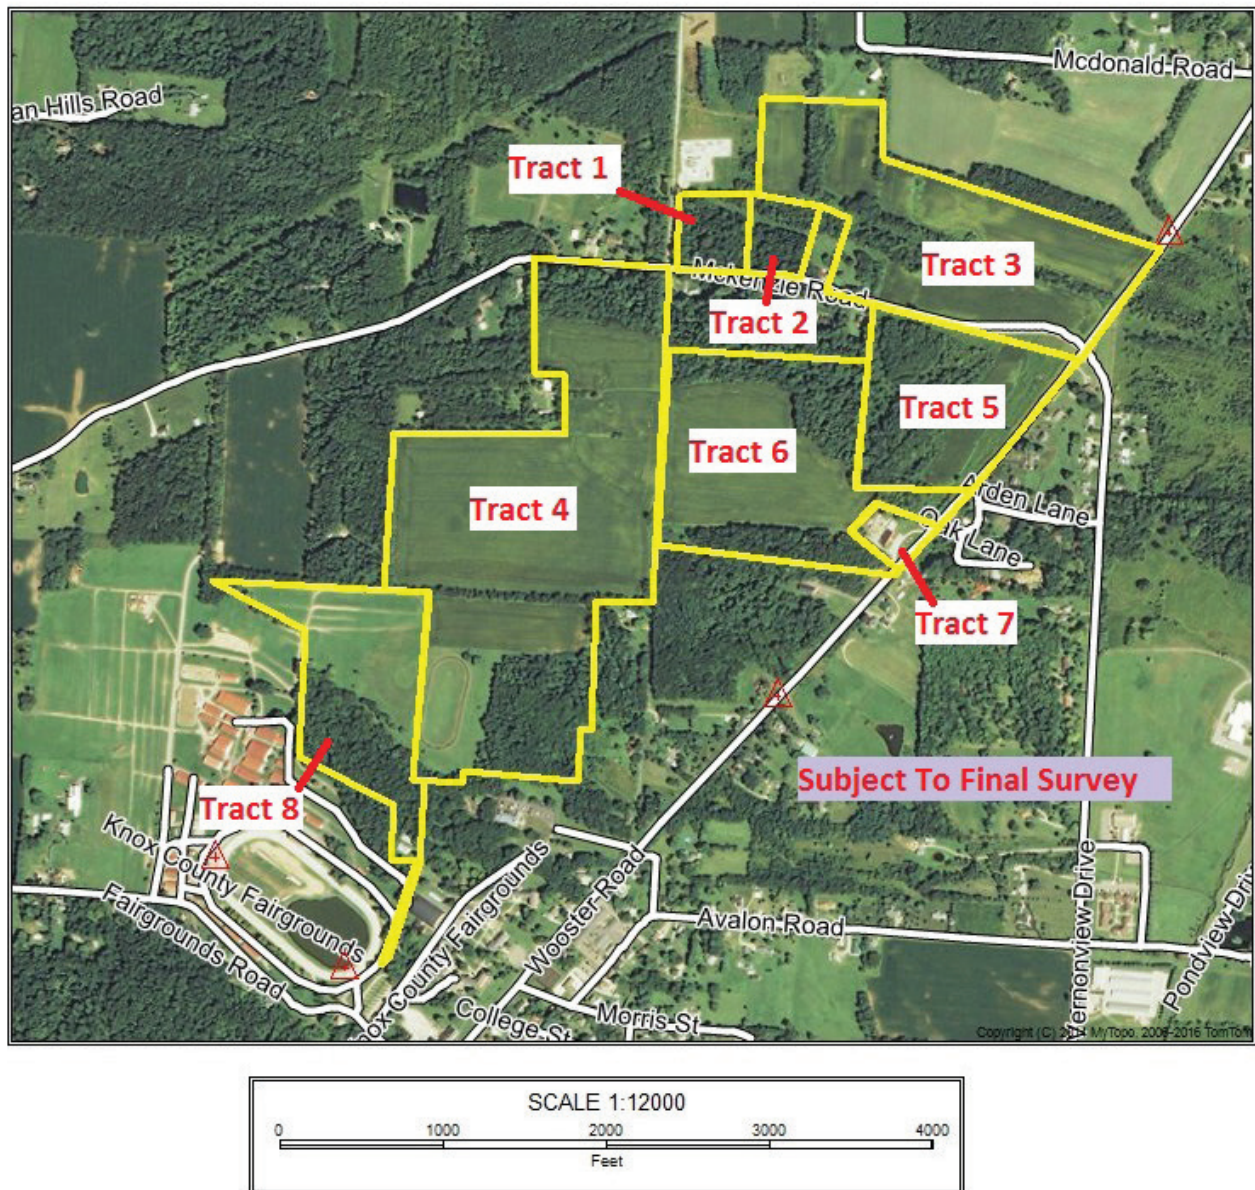 Mcdonald Road
an Hills Road
Tract 1
Tract 3
Mckenzie Road
Tract 2
Tract 5
Tract 6
Tract 4
Arden Lane
Oak Lane
Tract 7
Subject To Final Survey
Tract 8
Knox County Fairgrounds
Fairgrounds Road
nox County Fairgrounds
Wooster Road
Avalon Road
Vernonview Drive
Pondview Driv
College St
Morris St
SCALE 1:12000
0 1000 2000 3000 4000
Feet